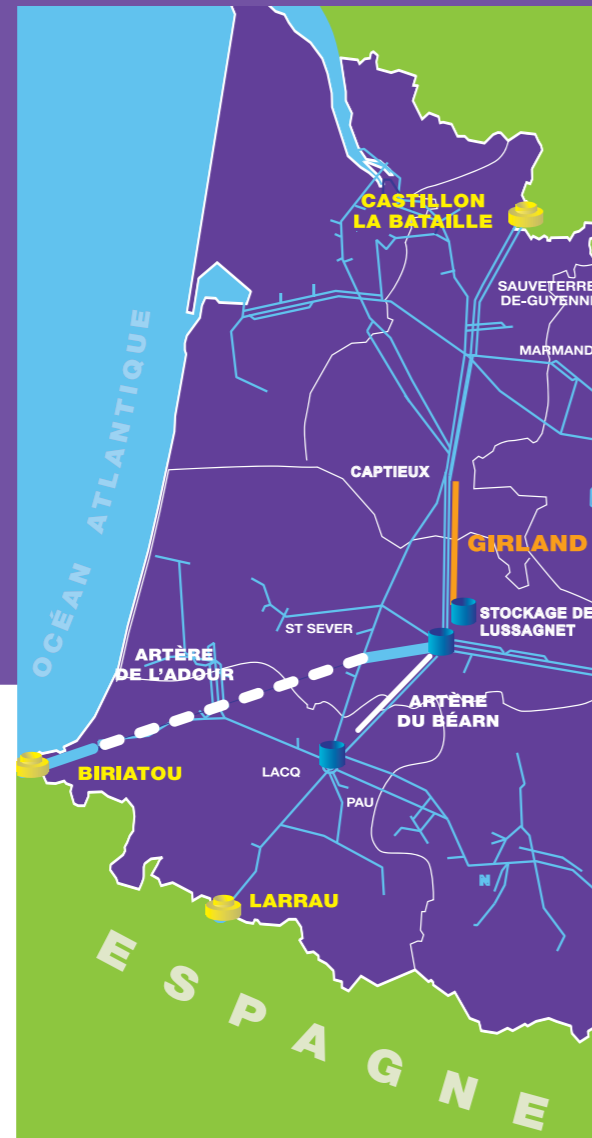 CASTILLON
LA BATAILLE
SAUVETERRE
DE-GUYENNE
MARMAND
OCÉAN ATLANTIQUE
CAPTIEUX
GIRLAND
STOCKAGE DE
LUSSAGNET
ST SEVER
ARTÈRE
DE L'ADOUR
ARTÈRE
DU BÉARN
BIRIATOU
LACQ
PAU
LARRAU
N
ESPAGNE